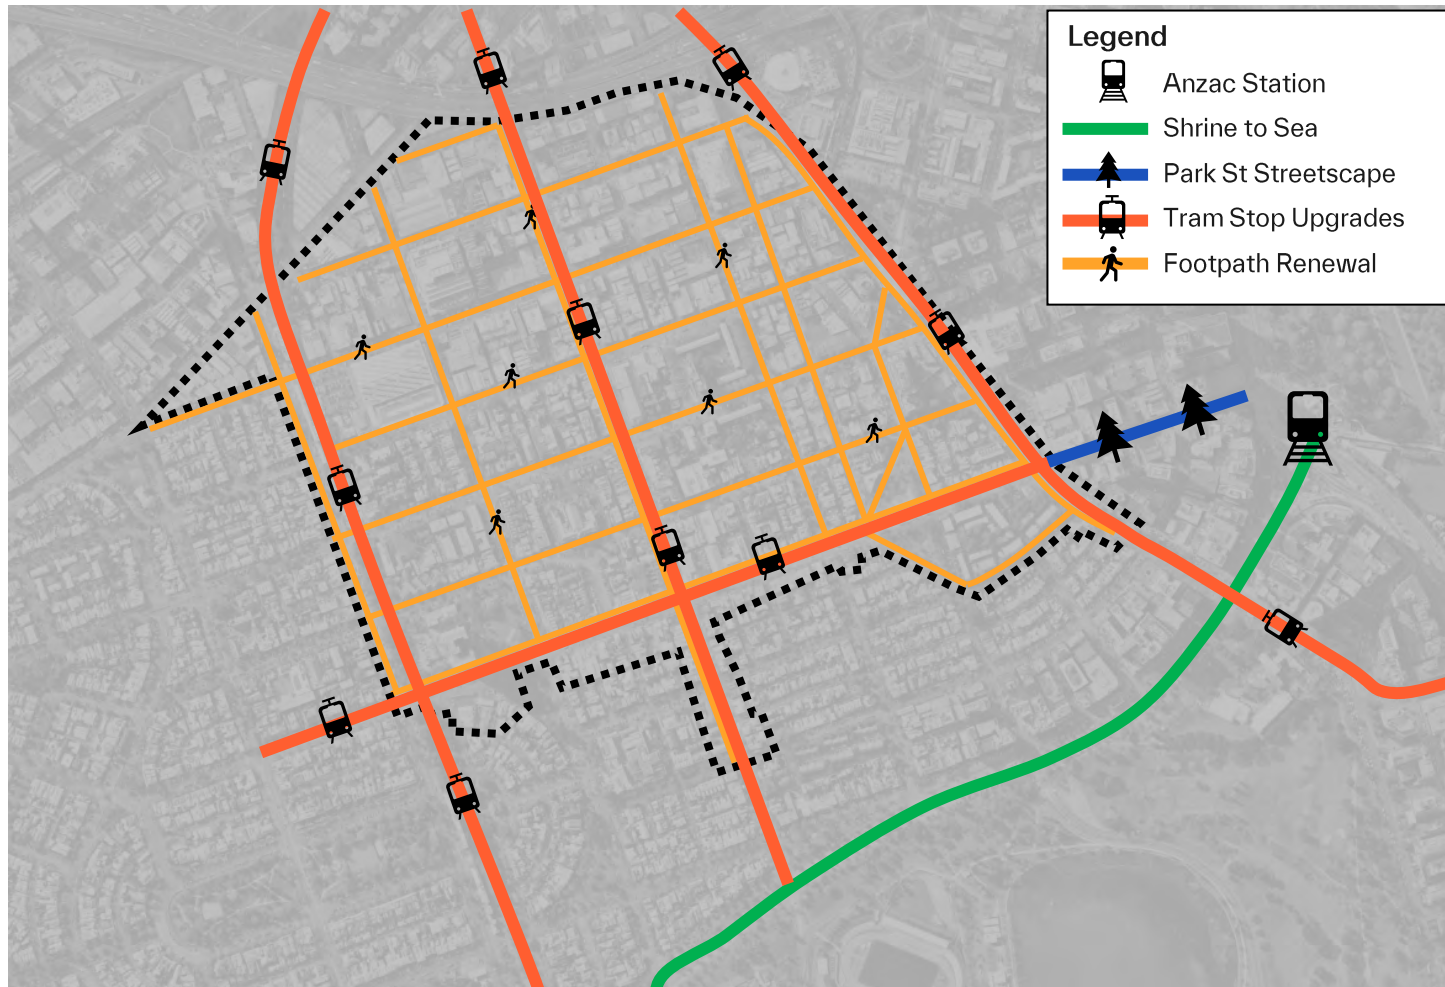 Legend
Anzac Station
Shrine to Sea
Park St Streetscape
Tram Stop Upgrades
Footpath Renewal